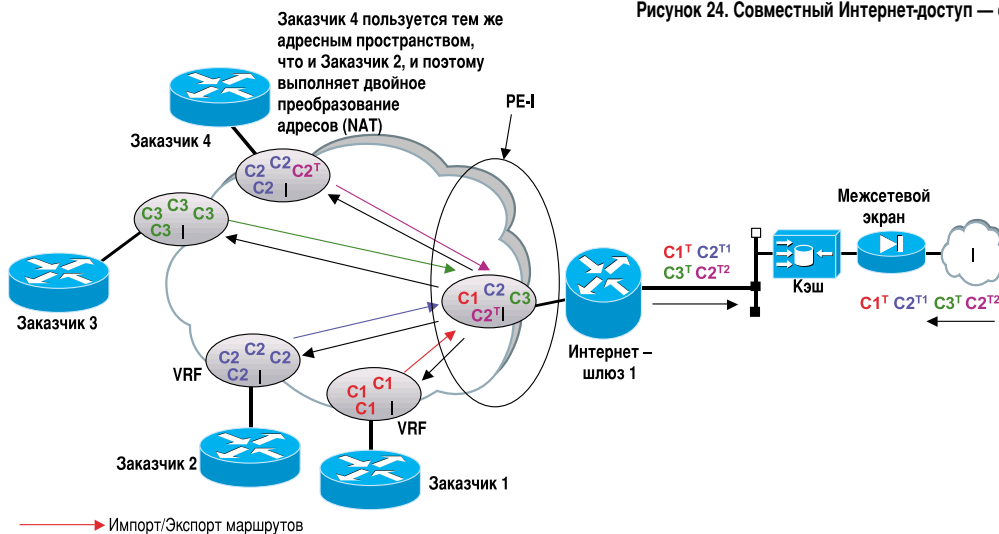 Рисунок 24. Совместный Интернет-доступ —
Заказчик 4 пользуется тем же
адресным пространством,
что и Заказчик 2, и поэтому
выполняет двойное
преобразование
адресов (NAT)
PE-I
Заказчик 4
C2 C2 C2ᵀ
C2 I
C3 C3 C3
C3 I
Заказчик 3
Межсетевой
экран
C1ᵀ C2ᵀ¹
C3ᵀ C2ᵀ²
Кэш
I
C1ᵀ C2ᵀ¹ C3ᵀ C2ᵀ²
C1 C2 C3
C2ᵀ I
Интернет –
шлюз 1
C2 C2 C2
C2 I
VRF
C1 C1
C1 I
VRF
Заказчик 2
Заказчик 1
Импорт/Экспорт маршрутов